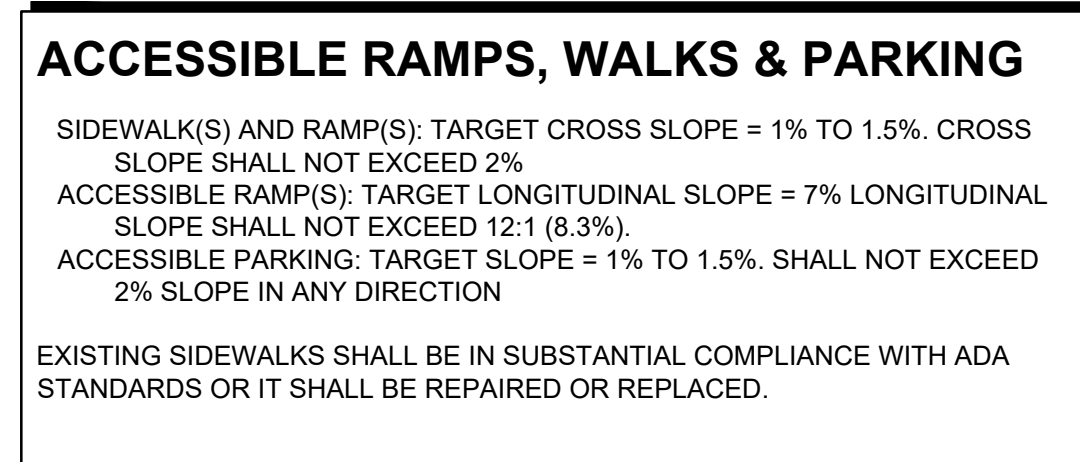 ACCESSIBLE RAMPS, WALKS & PARKING
SIDEWALK(S) AND RAMP(S): TARGET CROSS SLOPE = 1% TO 1.5%. CROSS
SLOPE SHALL NOT EXCEED 2%
ACCESSIBLE RAMP(S): TARGET LONGITUDINAL SLOPE = 7% LONGITUDINAL
SLOPE SHALL NOT EXCEED 12:1 (8.3%).
ACCESSIBLE PARKING: TARGET SLOPE = 1% TO 1.5%. SHALL NOT EXCEED
2% SLOPE IN ANY DIRECTION
EXISTING SIDEWALKS SHALL BE IN SUBSTANTIAL COMPLIANCE WITH ADA
STANDARDS OR IT SHALL BE REPAIRED OR REPLACED.